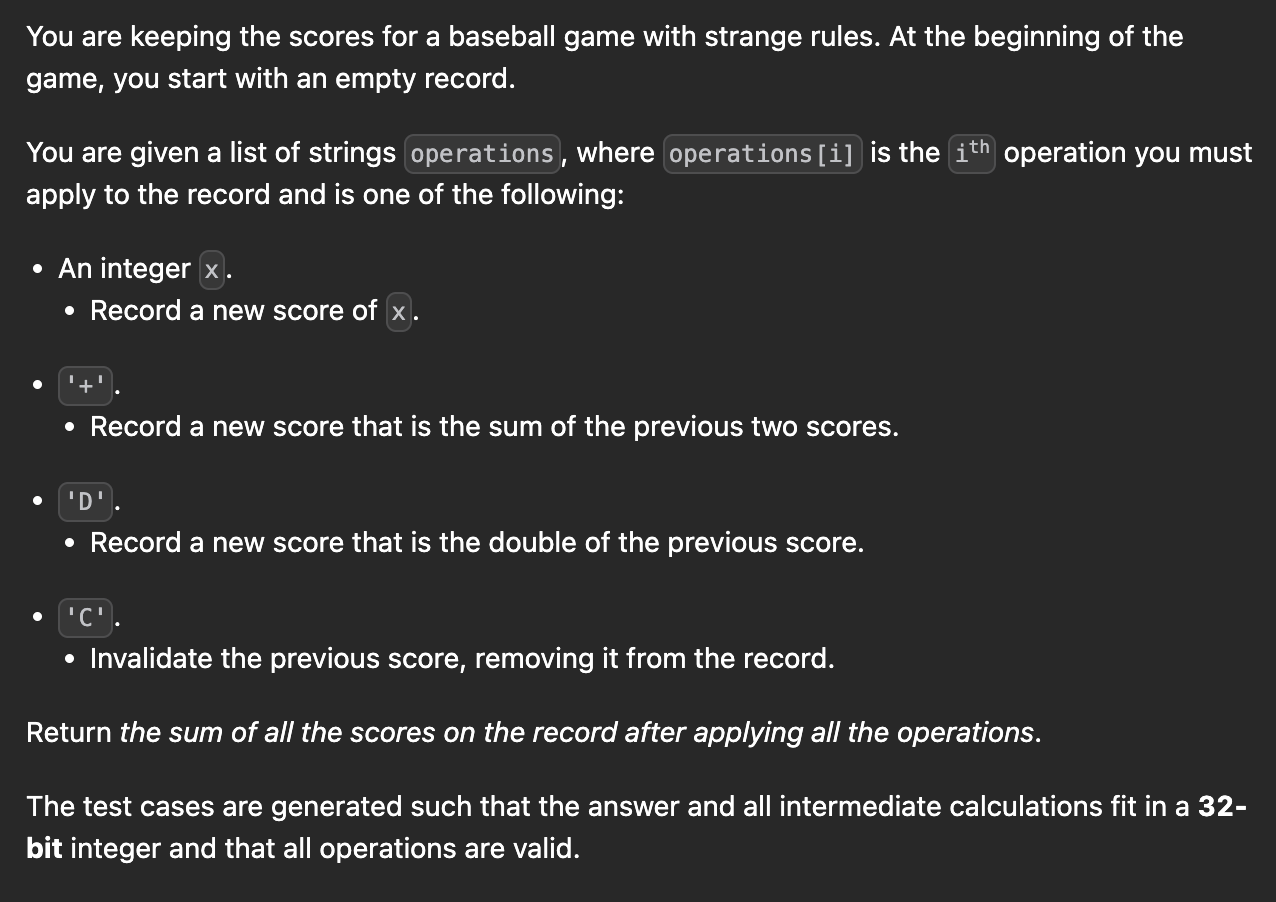 You are keeping the scores for a baseball game with strange rules. At the beginning of the
game, you start with an empty record.
You are given a list of strings operations, where operations[i] is the ith operation you must
apply to the record and is one of the following:
• An integer x.
• Record a new score of x.
• '+'.
• Record a new score that is the sum of the previous two scores.
• 'D'.
• Record a new score that is the double of the previous score.
• 'C'.
• Invalidate the previous score, removing it from the record.
Return the sum of all the scores on the record after applying all the operations.
The test cases are generated such that the answer and all intermediate calculations fit in a 32-
bit integer and that all operations are valid.